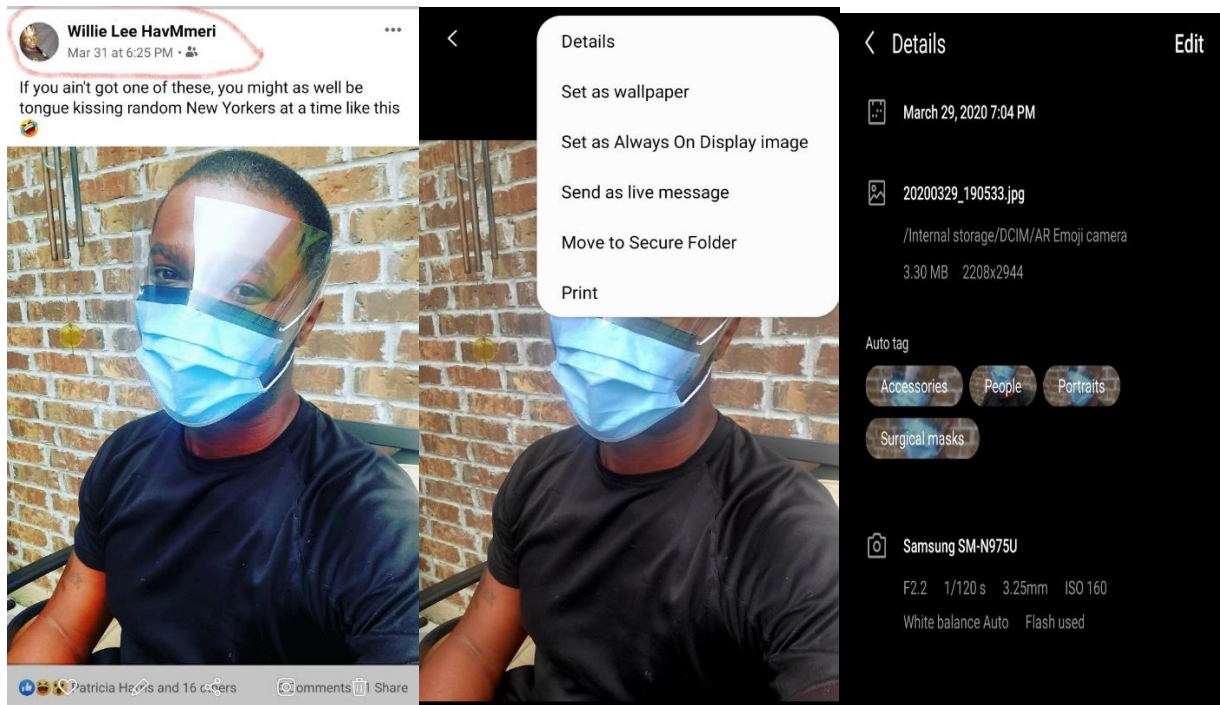 Willie Lee HavMmeri
Mar 31 at 6:25 PM
If you ain't got one of these, you might as well be
tongue kissing random New Yorkers at a time like this
Patricia Harris and 16 others
Comments 1 Share
Details
Set as wallpaper
Set as Always On Display image
Send as live message
Move to Secure Folder
Print
Details
Edit
March 29, 2020 7:04 PM
20200329_190533.jpg
/Internal storage/DCIM/AR Emoji camera
3.30 MB 2208x2944
Auto tag
Accessories People Portraits
Surgical masks
Samsung SM-N975U
F2.2 1/120 s 3.25mm ISO 160
White balance Auto Flash used